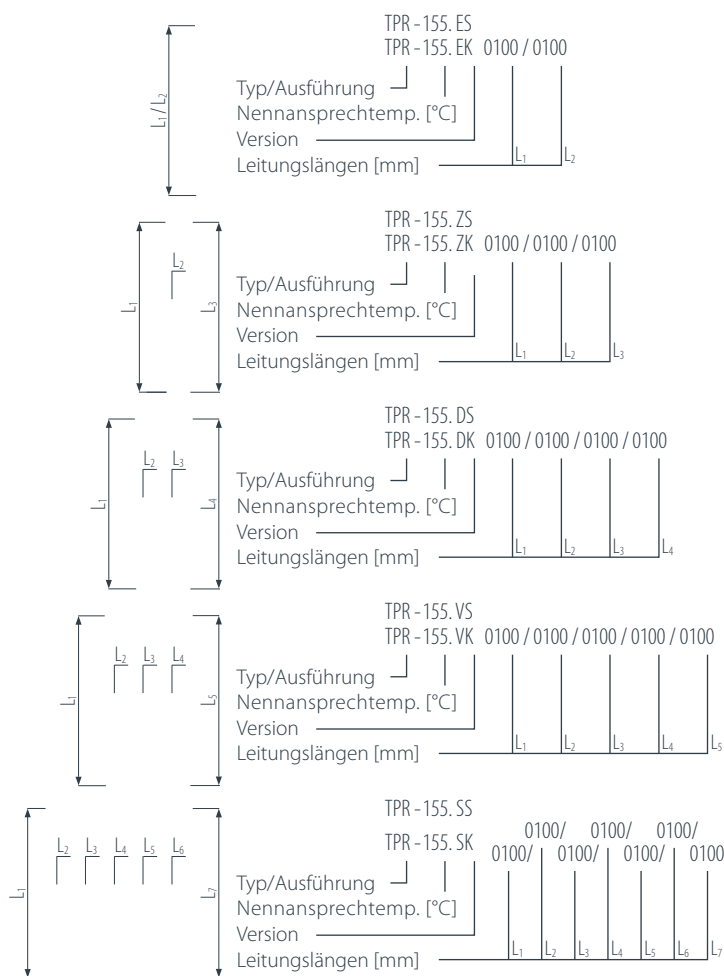 TPR - 155. ES
TPR - 155. EK 0100 / 0100
L₁ / L₂
Typ/Ausführung
Nennansprechtemp. [°C]
Version
Leitungslängen [mm]
L₁ L₂
TPR - 155. ZS
TPR - 155. ZK 0100 / 0100 / 0100
L₁ L₂ L₃
Typ/Ausführung
Nennansprechtemp. [°C]
Version
Leitungslängen [mm]
L₁ L₂ L₃
TPR - 155. DS
TPR - 155. DK 0100 / 0100 / 0100 / 0100
L₁ L₂ L₃ L₄
Typ/Ausführung
Nennansprechtemp. [°C]
Version
Leitungslängen [mm]
L₁ L₂ L₃ L₄
TPR - 155. VS
TPR - 155. VK 0100 / 0100 / 0100 / 0100 / 0100
L₁ L₂ L₃ L₄ L₅
Typ/Ausführung
Nennansprechtemp. [°C]
Version
Leitungslängen [mm]
L₁ L₂ L₃ L₄ L₅
TPR - 155. SS
TPR - 155. SK 0100/ 0100/ 0100/ 0100/ 0100/ 0100/ 0100
L₁ L₂ L₃ L₄ L₅ L₆ L₇
Typ/Ausführung
Nennansprechtemp. [°C]
Version
Leitungslängen [mm]
L₁ L₂ L₃ L₄ L₅ L₆ L₇